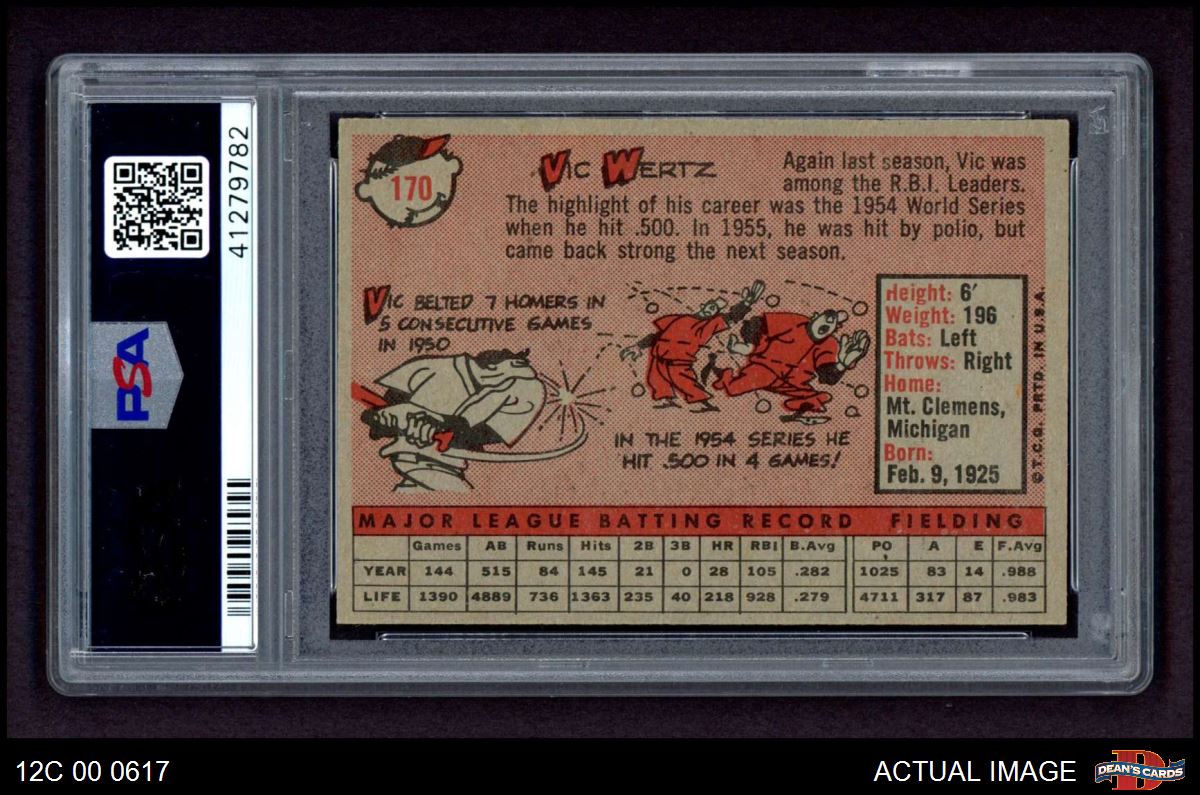 41279782
PSA
170
VIC WERTZ
Again last season, Vic was
among the R.B.I. Leaders.
The highlight of his career was the 1954 World Series
when he hit .500. In 1955, he was hit by polio, but
came back strong the next season.
VIC BELTED 7 HOMERS IN
5 CONSECUTIVE GAMES
IN 1950
IN THE 1954 SERIES HE
HIT .500 IN 4 GAMES!
Height: 6'
Weight: 196
Bats: Left
Throws: Right
Home:
Mt. Clemens,
Michigan
Born:
Feb. 9, 1925
© T.C.G. PRTD. IN U.S.A.
MAJOR LEAGUE BATTING RECORD FIELDING
Games AB Runs Hits 2B 3B HR RBI B.Avg PO A E F.Avg
YEAR 144 515 84 145 21 0 28 105 .282 1025 83 14 .988
LIFE 1390 4889 736 1363 235 40 218 928 .279 4711 317 87 .983
12C 00 0617
ACTUAL IMAGE
D
DEAN'S CARDS